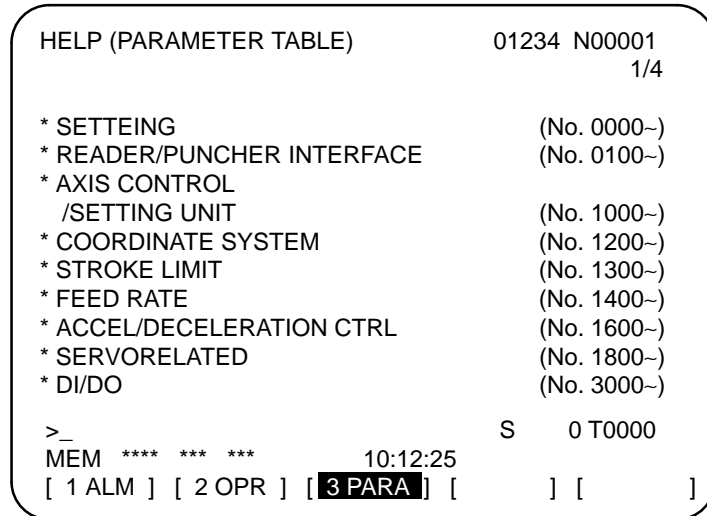 HELP (PARAMETER TABLE) 01234 N00001
1/4
* SETTEING (No. 0000~)
* READER/PUNCHER INTERFACE (No. 0100~)
* AXIS CONTROL
/SETTING UNIT (No. 1000~)
* COORDINATE SYSTEM (No. 1200~)
* STROKE LIMIT (No. 1300~)
* FEED RATE (No. 1400~)
* ACCEL/DECELERATION CTRL (No. 1600~)
* SERVORELATED (No. 1800~)
* DI/DO (No. 3000~)
>_ S 0 T0000
MEM **** *** *** 10:12:25
[ 1 ALM ] [ 2 OPR ] [ 3 PARA ] [ ] [ ]